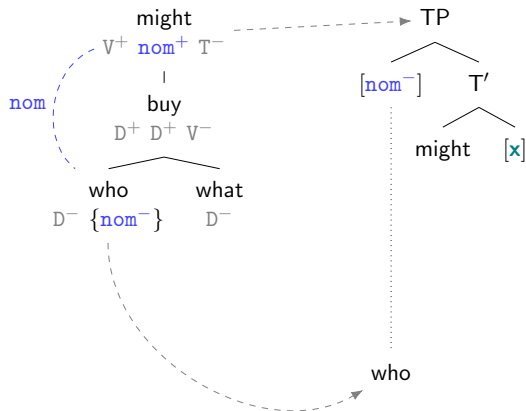 might
V⁺ nom⁺ T⁻
nom
buy
D⁺ D⁺ V⁻
who
D⁻ {nom⁻}
what
D⁻
TP
[nom⁻]
T′
might
[x]
who